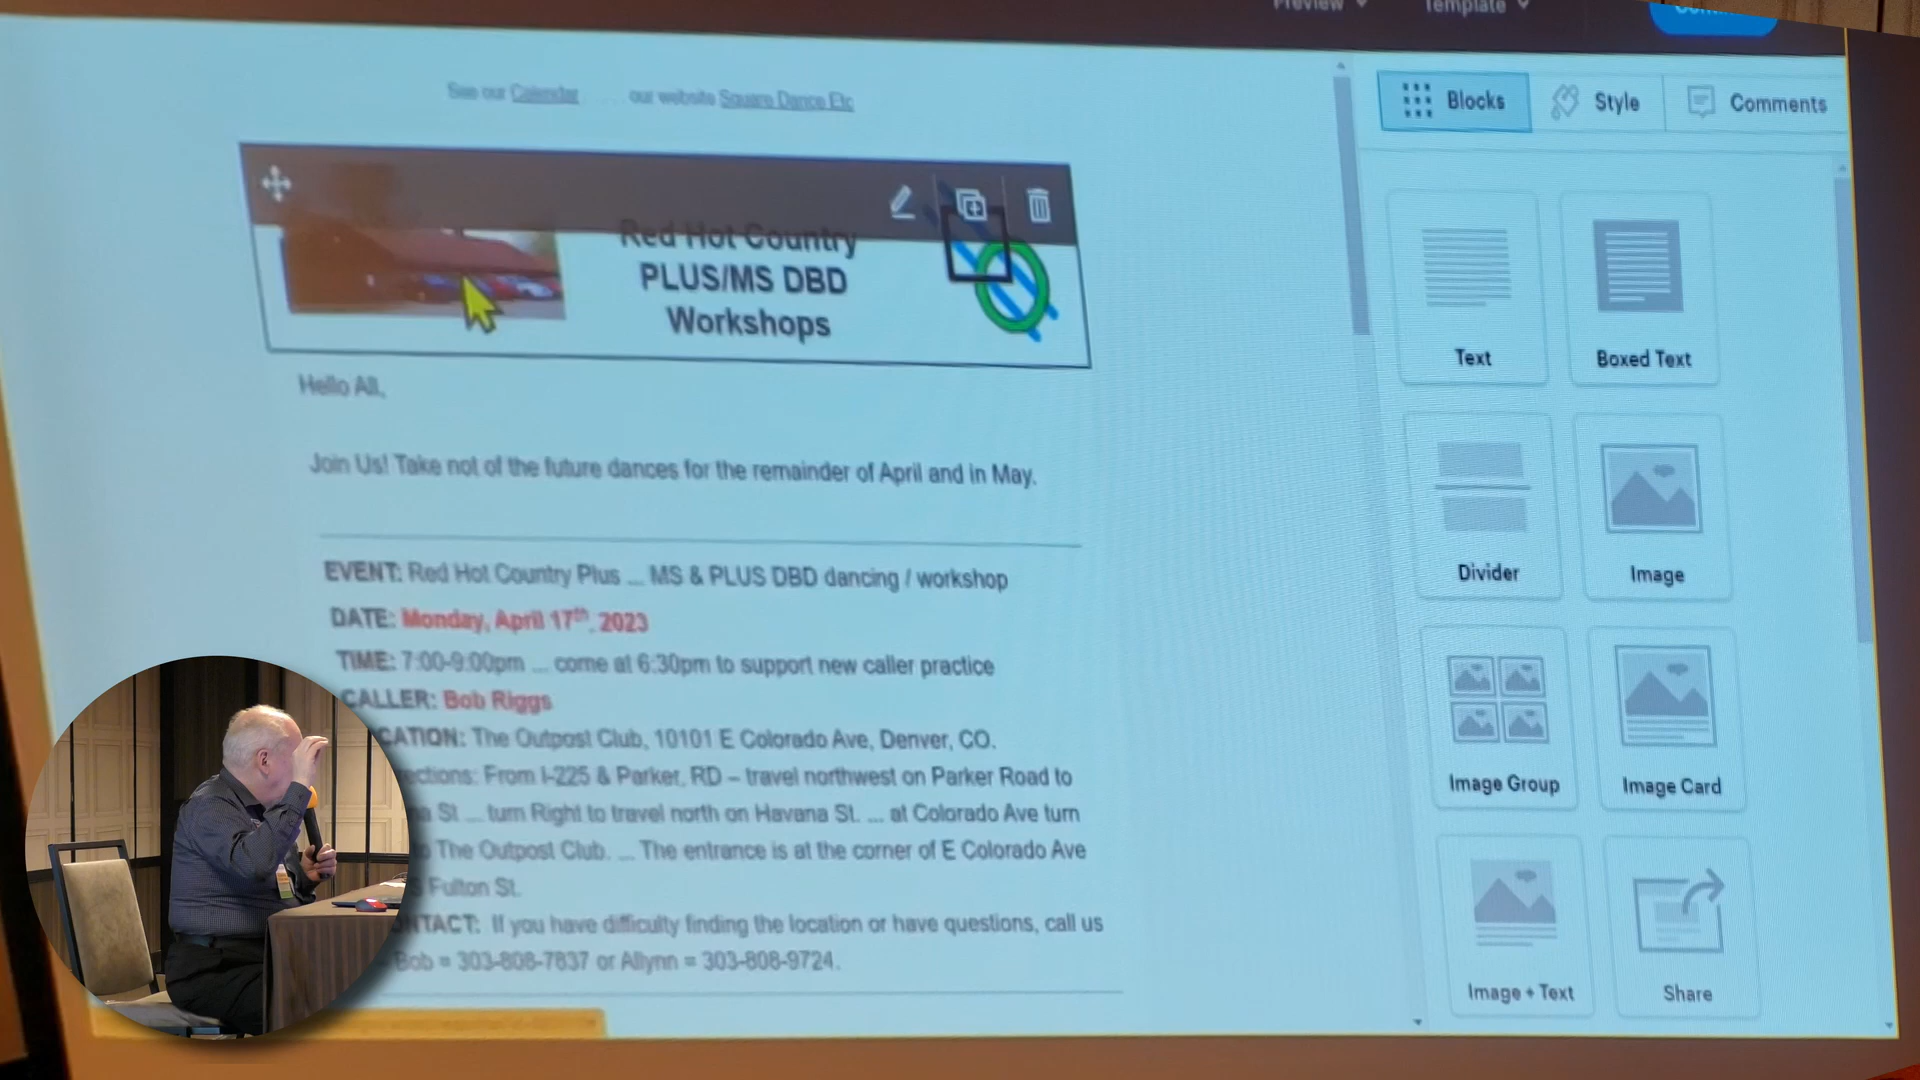 Preview
Template
See our Calendar ... our website Square Dance Etc
Blocks
Style
Comments
Red Hot Country
PLUS/MS DBD
Workshops
Hello All,
Join Us! Take not of the future dances for the remainder of April and in May.
EVENT: Red Hot Country Plus ... MS & PLUS DBD dancing / workshop
DATE: Monday, April 17th, 2023
TIME: 7:00-9:00pm ... come at 6:30pm to support new caller practice
CALLER: Bob Riggs
CATION: The Outpost Club, 10101 E Colorado Ave, Denver, CO.
ections: From I-225 & Parker, RD – travel northwest on Parker Road to
a St ... turn Right to travel north on Havana St. ... at Colorado Ave turn
The Outpost Club. ... The entrance is at the corner of E Colorado Ave
Fulton St.
NTACT: If you have difficulty finding the location or have questions, call us
Bob = 303-808-7837 or Allynn = 303-808-9724.
Text
Boxed Text
Divider
Image
Image Group
Image Card
Image + Text
Share